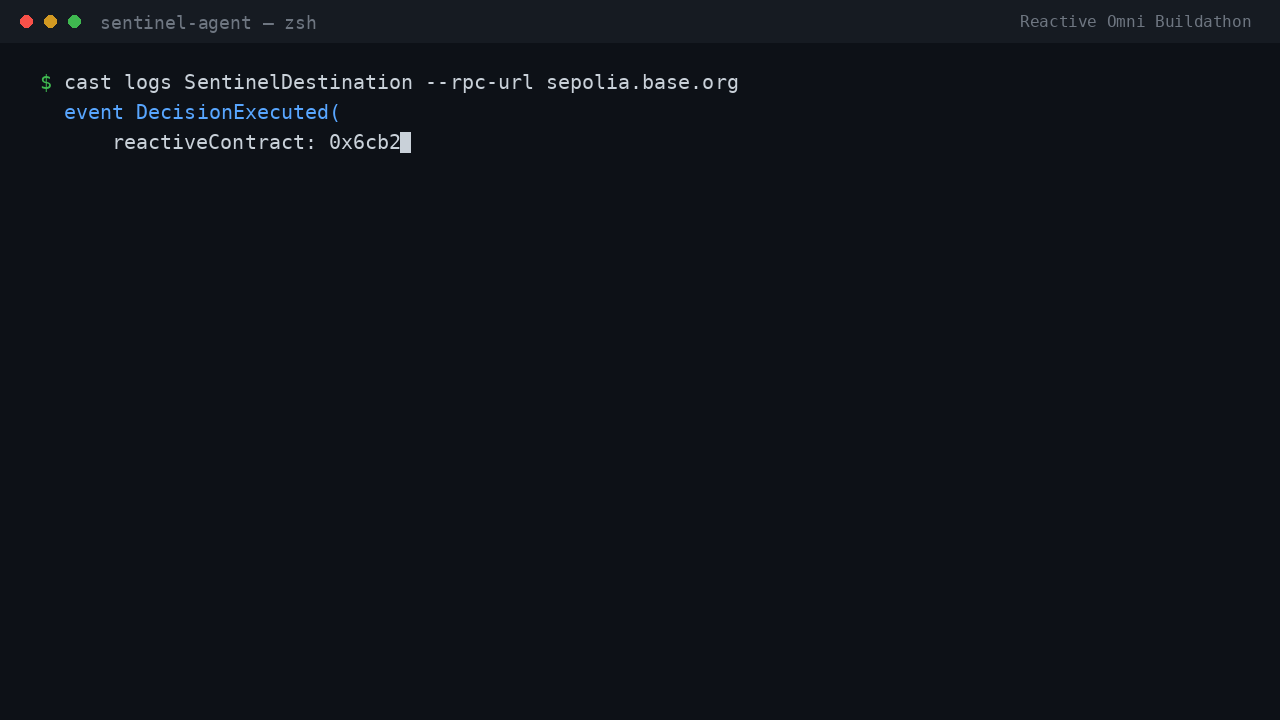 sentinel-agent — zsh
Reactive Omni Buildathon
$ cast logs SentinelDestination --rpc-url sepolia.base.org
event DecisionExecuted(
reactiveContract: 0x6cb2